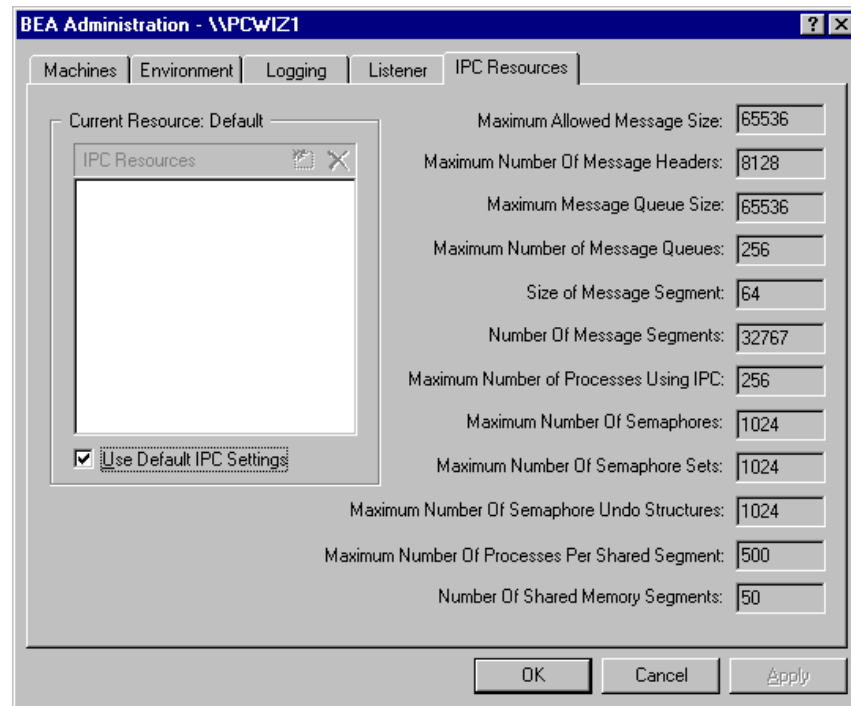 BEA Administration - \\PCWIZ1
Machines Environment Logging Listener IPC Resources
Current Resource: Default
IPC Resources
Use Default IPC Settings
Maximum Allowed Message Size: 65536
Maximum Number Of Message Headers: 8128
Maximum Message Queue Size: 65536
Maximum Number of Message Queues: 256
Size of Message Segment: 64
Number Of Message Segments: 32767
Maximum Number of Processes Using IPC: 256
Maximum Number Of Semaphores: 1024
Maximum Number Of Semaphore Sets: 1024
Maximum Number Of Semaphore Undo Structures: 1024
Maximum Number Of Processes Per Shared Segment: 500
Number Of Shared Memory Segments: 50
OK Cancel Apply